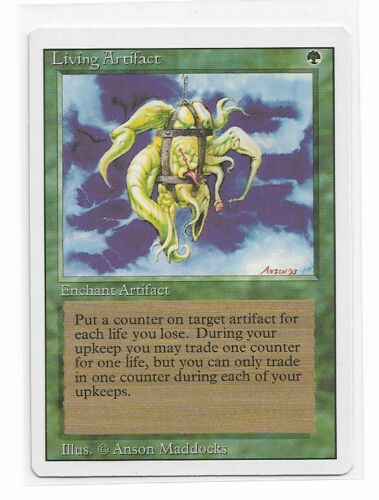 Living Artifact
ANSON 93
Enchant Artifact
Put a counter on target artifact for
each life you lose. During your
upkeep you may trade one counter
for one life, but you can only trade
in one counter during each of your
upkeeps.
Illus. © Anson Maddocks